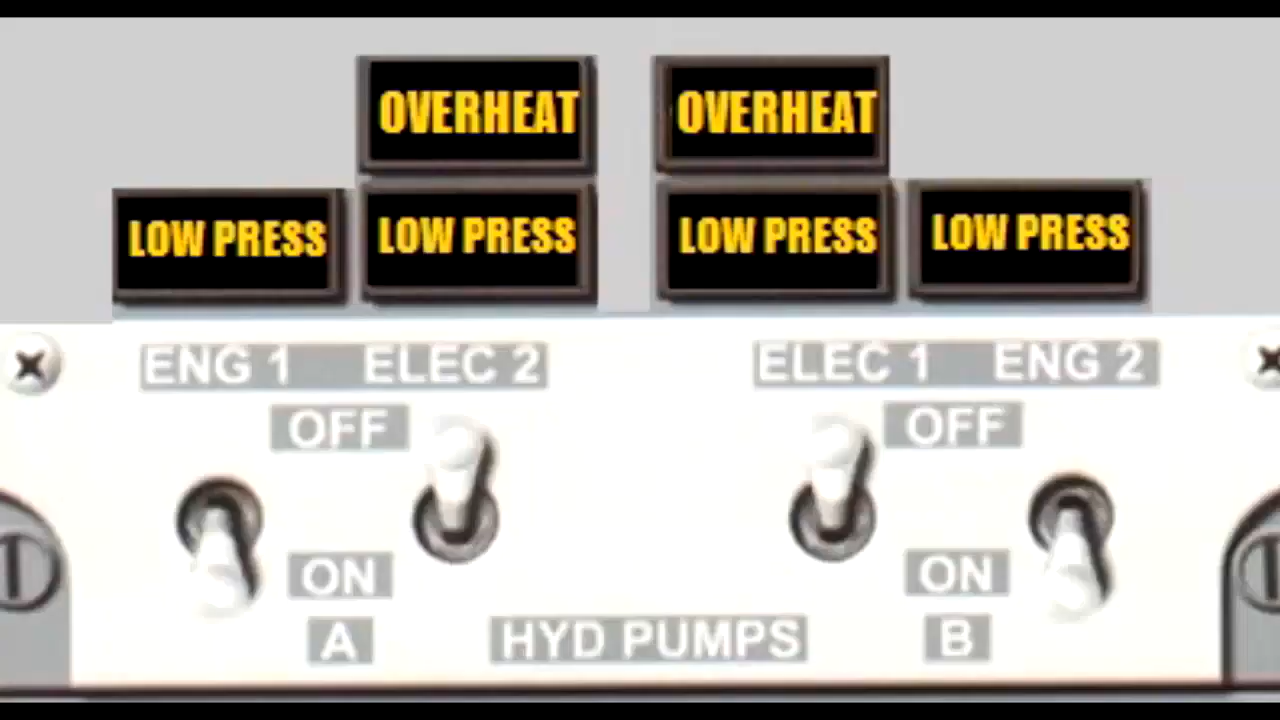 OVERHEAT OVERHEAT
LOW PRESS LOW PRESS LOW PRESS LOW PRESS
ENG 1 ELEC 2 ELEC 1 ENG 2
OFF OFF
ON ON
A HYD PUMPS B